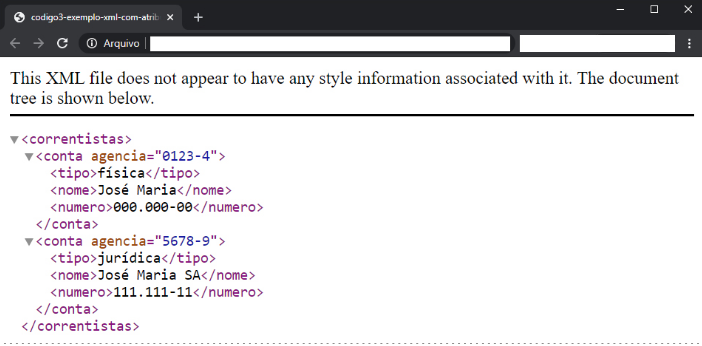 codigo3-exemplo-xml-com-atrib
Arquivo
This XML file does not appear to have any style information associated with it. The document
tree is shown below.
<correntistas>
<conta agencia="0123-4">
<tipo>física</tipo>
<nome>José Maria</nome>
<numero>000.000-00</numero>
</conta>
<conta agencia="5678-9">
<tipo>jurídica</tipo>
<nome>José Maria SA</nome>
<numero>111.111-11</numero>
</conta>
</correntistas>